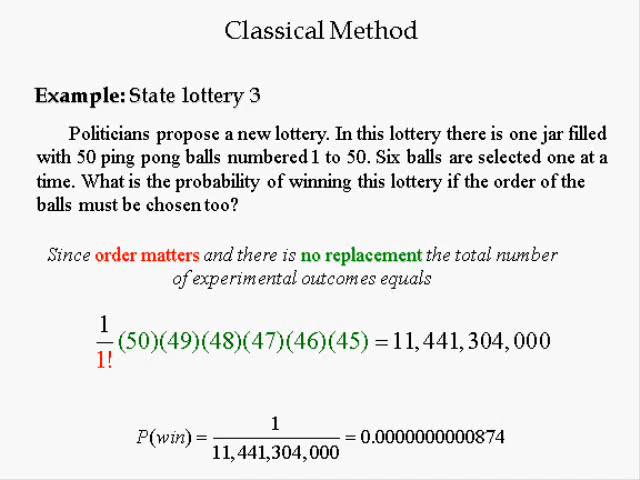 Classical Method
Example: State lottery 3
Politicians propose a new lottery. In this lottery there is one jar filled
with 50 ping pong balls numbered 1 to 50. Six balls are selected one at a
time. What is the probability of winning this lottery if the order of the
balls must be chosen too?
Since order matters and there is no replacement the total number
of experimental outcomes equals
1/1! (50)(49)(48)(47)(46)(45) = 11,441,304,000
P(win) = 1/11,441,304,000 = 0.0000000000874